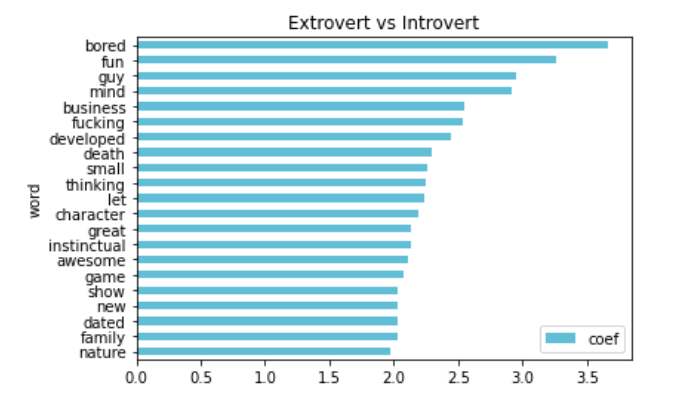 Extrovert vs Introvert
bored
fun
guy
mind
business
fucking
developed
death
small
thinking
let
character
great
instinctual
awesome
game
show
new
dated
family
nature
word
coef
0.0 0.5 1.0 1.5 2.0 2.5 3.0 3.5